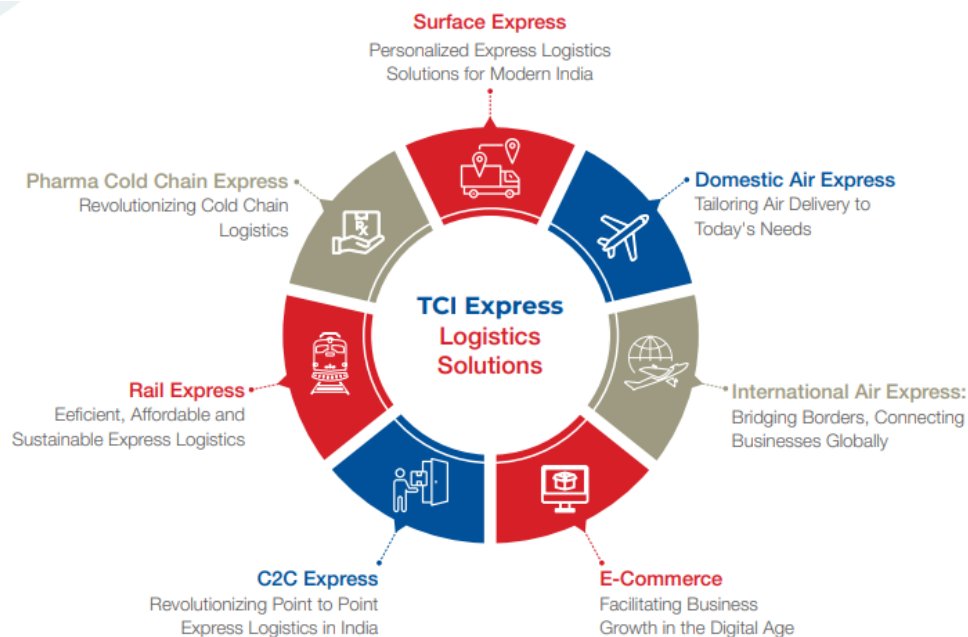 Surface Express
Personalized Express Logistics
Solutions for Modern India
Domestic Air Express
Tailoring Air Delivery to
Today's Needs
International Air Express:
Bridging Borders, Connecting
Businesses Globally
E-Commerce
Facilitating Business
Growth in the Digital Age
C2C Express
Revolutionizing Point to Point
Express Logistics in India
Rail Express
Eeficient, Affordable and
Sustainable Express Logistics
Pharma Cold Chain Express
Revolutionizing Cold Chain
Logistics
Rx
TCI Express
Logistics
Solutions